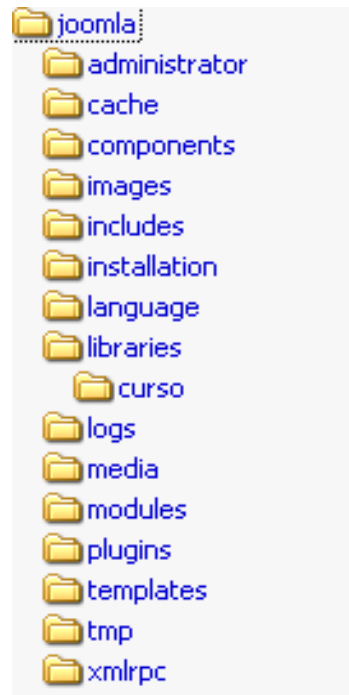 joomla
administrator
cache
components
images
includes
installation
language
libraries
curso
logs
media
modules
plugins
templates
tmp
xmlrpc